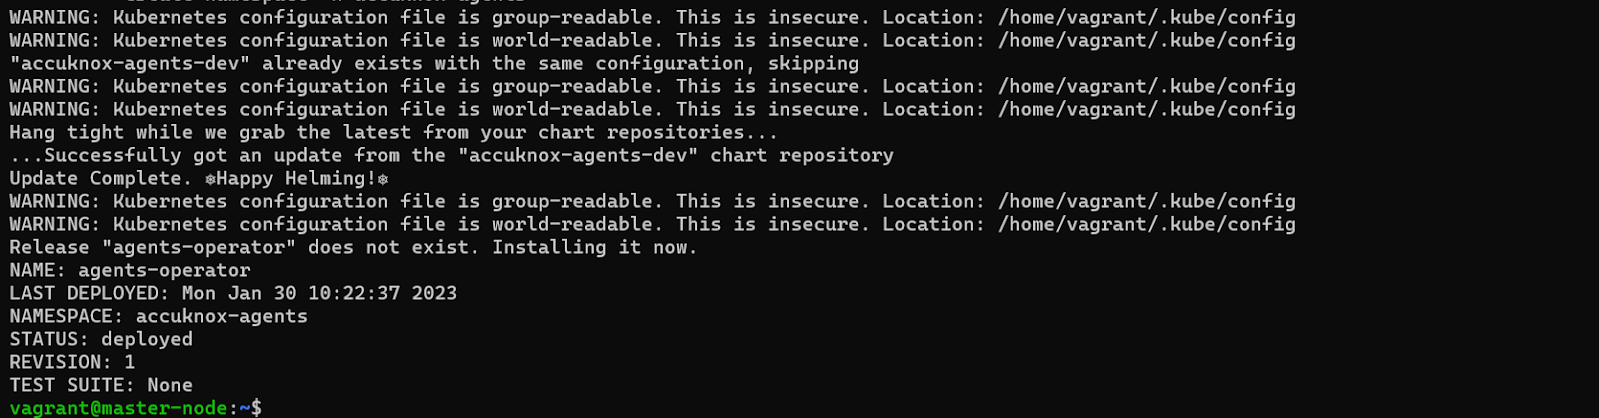 WARNING: Kubernetes configuration file is group-readable. This is insecure. Location: /home/vagrant/.kube/config
WARNING: Kubernetes configuration file is world-readable. This is insecure. Location: /home/vagrant/.kube/config
"accuknox-agents-dev" already exists with the same configuration, skipping
WARNING: Kubernetes configuration file is group-readable. This is insecure. Location: /home/vagrant/.kube/config
WARNING: Kubernetes configuration file is world-readable. This is insecure. Location: /home/vagrant/.kube/config
Hang tight while we grab the latest from your chart repositories...
...Successfully got an update from the "accuknox-agents-dev" chart repository
Update Complete. ⎈Happy Helming!⎈
WARNING: Kubernetes configuration file is group-readable. This is insecure. Location: /home/vagrant/.kube/config
WARNING: Kubernetes configuration file is world-readable. This is insecure. Location: /home/vagrant/.kube/config
Release "agents-operator" does not exist. Installing it now.
NAME: agents-operator
LAST DEPLOYED: Mon Jan 30 10:22:37 2023
NAMESPACE: accuknox-agents
STATUS: deployed
REVISION: 1
TEST SUITE: None
vagrant@master-node:~$